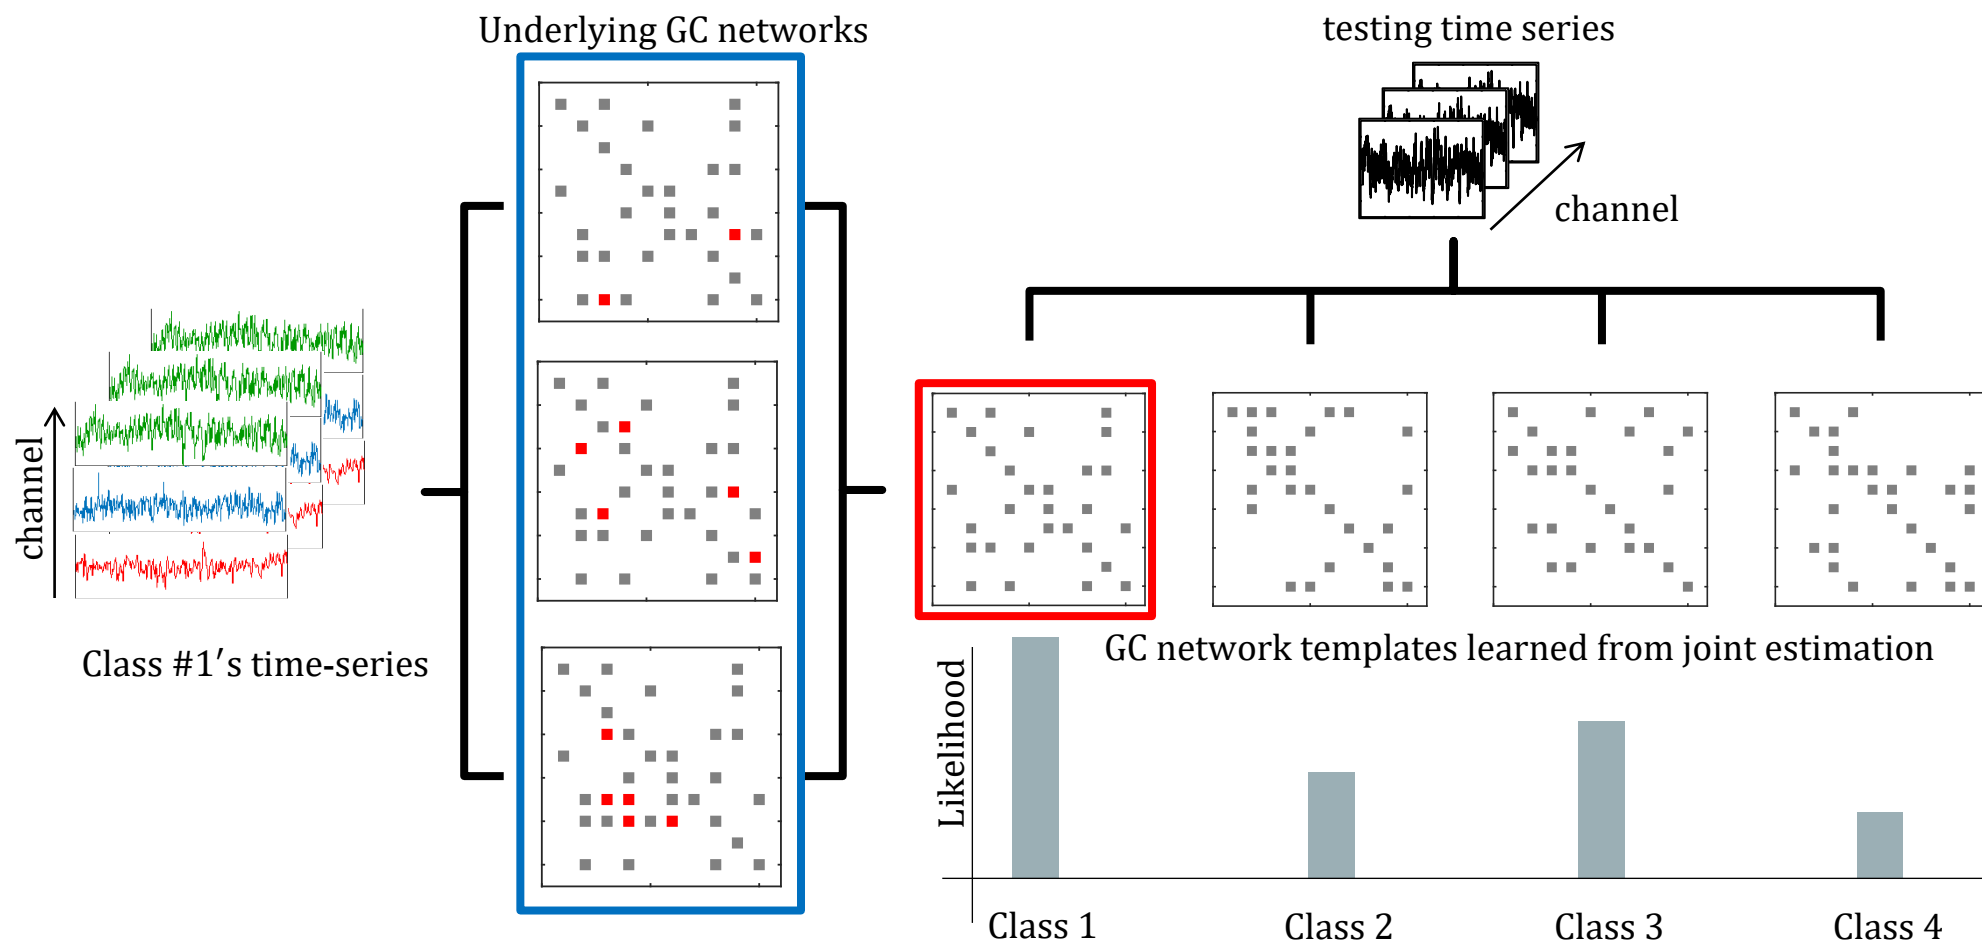 Underlying GC networks
testing time series
channel
channel
Class #1′s time-series
GC network templates learned from joint estimation
Likelihood
Class 1
Class 2
Class 3
Class 4